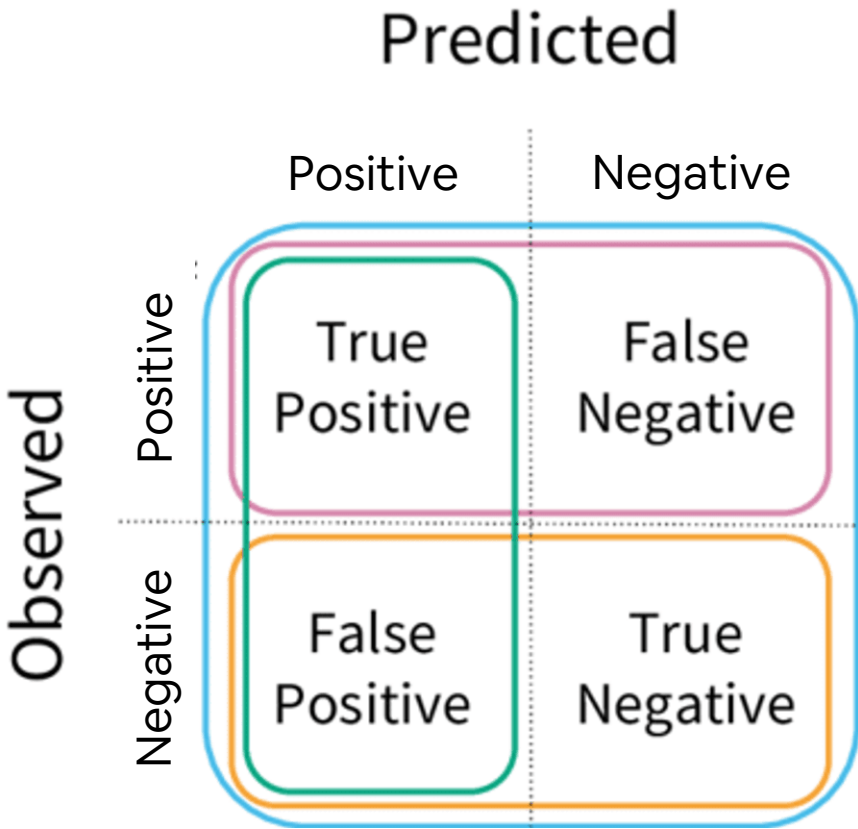 Predicted
Positive
Negative
Observed
Positive
True
Positive
False
Negative
Negative
False
Positive
True
Negative